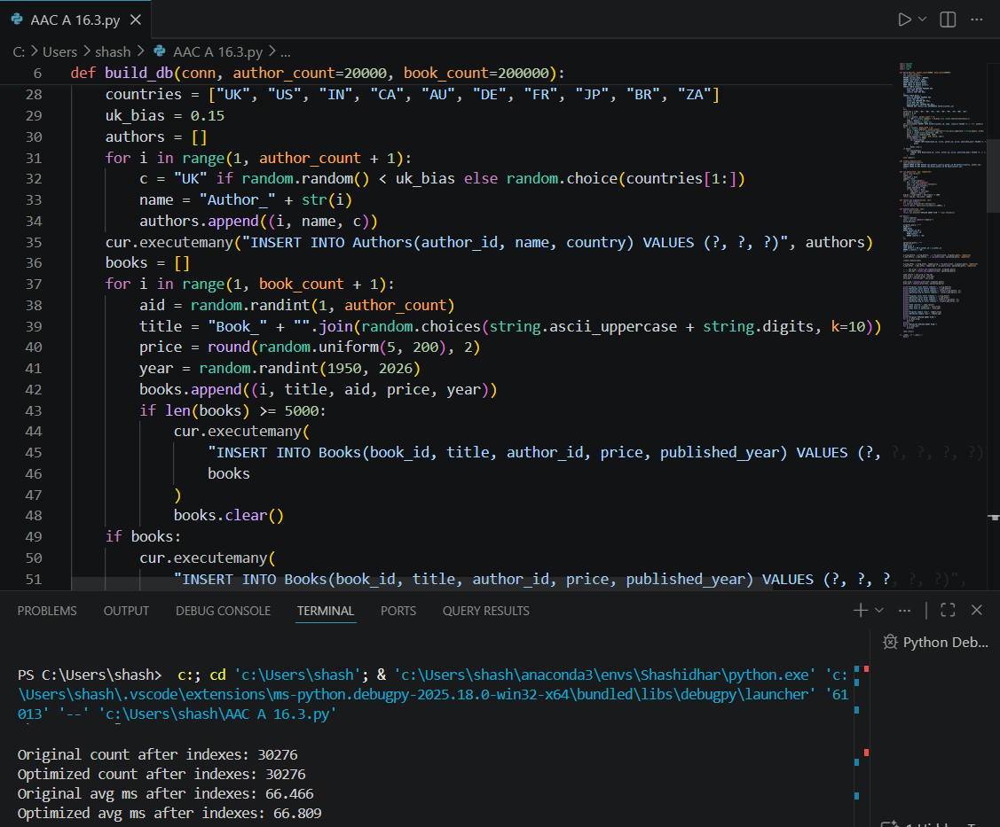 AAC A 16.3.py
C: > Users > shash > AAC A 16.3.py > ...
6 def build_db(conn, author_count=20000, book_count=200000):
28 countries = ["UK", "US", "IN", "CA", "AU", "DE", "FR", "JP", "BR", "ZA"]
29 uk_bias = 0.15
30 authors = []
31 for i in range(1, author_count + 1):
32 c = "UK" if random.random() < uk_bias else random.choice(countries[1:])
33 name = "Author_" + str(i)
34 authors.append((i, name, c))
35 cur.executemany("INSERT INTO Authors(author_id, name, country) VALUES (?, ?, ?)", authors)
36 books = []
37 for i in range(1, book_count + 1):
38 aid = random.randint(1, author_count)
39 title = "Book_" + "".join(random.choices(string.ascii_uppercase + string.digits, k=10))
40 price = round(random.uniform(5, 200), 2)
41 year = random.randint(1950, 2026)
42 books.append((i, title, aid, price, year))
43 if len(books) >= 5000:
44 cur.executemany(
45 "INSERT INTO Books(book_id, title, author_id, price, published_year) VALUES (?, ?, ?, ?, ?)
46 books
47 )
48 books.clear()
49 if books:
50 cur.executemany(
51 "INSERT INTO Books(book_id, title, author_id, price, published_year) VALUES (?, ?, ?, ?, ?)",
PROBLEMS OUTPUT DEBUG CONSOLE TERMINAL PORTS QUERY RESULTS
Python Deb...
PS C:\Users\shash> c:; cd 'c:\Users\shash'; & 'c:\Users\shash\anaconda3\envs\Shashidhar\python.exe' 'c:
\Users\shash\.vscode\extensions\ms-python.debugpy-2025.18.0-win32-x64\bundled\libs\debugpy\launcher' '61
013' '--' 'c:\Users\shash\AAC A 16.3.py'
Original count after indexes: 30276
Optimized count after indexes: 30276
Original avg ms after indexes: 66.466
Optimized avg ms after indexes: 66.809